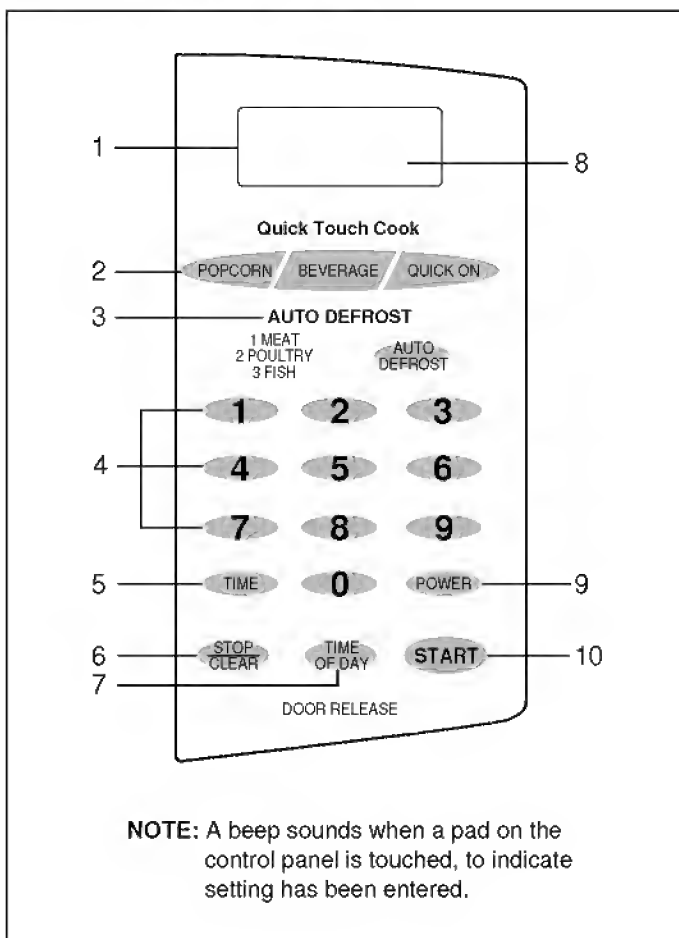 1
8
Quick Touch Cook
2 POPCORN BEVERAGE QUICK ON
3 AUTO DEFROST
1 MEAT
2 POULTRY
3 FISH
AUTO
DEFROST
1 2 3
4 4 5 6
7 8 9
5 TIME 0 POWER 9
6 STOP
CLEAR
TIME
OF DAY
START 10
7
DOOR RELEASE
NOTE: A beep sounds when a pad on the
control panel is touched, to indicate
setting has been entered.